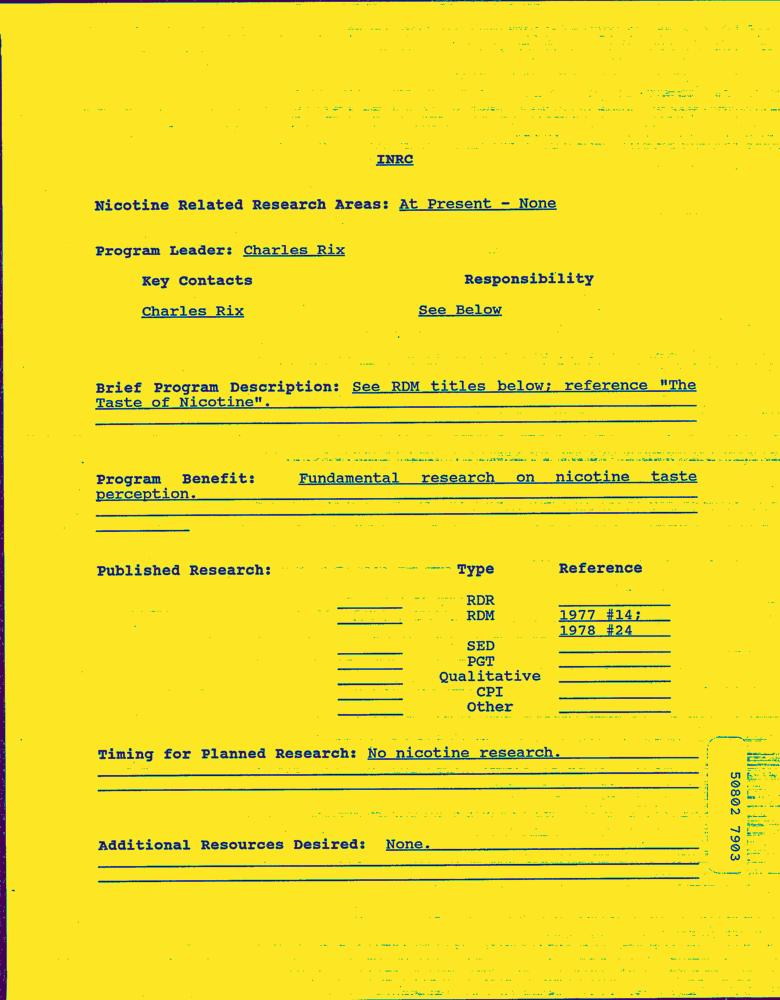 INRC
Nicotine Related Research Areas: At Present - None
Program Leader: Charles Rix
Key Contacts Responsibility
Charles Rix See Below
Brief Program Description: See RDM titles below; reference "The
Taste of Nicotine".
Program Benefit: Fundamental research on nicotine taste
perception.
Published Research: Type Reference
RDR
RDM 1977 #14;
1978 #24
SED
PGT
Qualitative
CPI
Other
Timing for Planned Research: No nicotine research.
Additional Resources Desired: None.
50802 7903